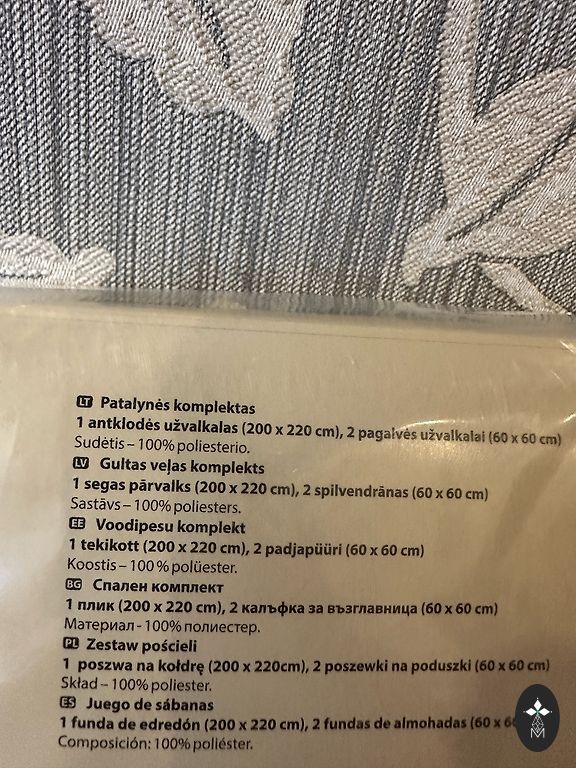 LT Patalynės komplektas
1 antklodės užvalkalas (200 x 220 cm), 2 pagalvės užvalkalai (60 x 60 cm)
Sudėtis – 100% poliesterio.
LV Gultas veļas komplekts
1 segas pārvalks (200 x 220 cm), 2 spilvendrānas (60 x 60 cm)
Sastāvs – 100% poliesters.
EE Voodipesu komplekt
1 tekikott (200 x 220 cm), 2 padjapüüri (60 x 60 cm)
Koostis – 100 % polüester.
BG Спален комплект
1 плик (200 x 220 cm), 2 калъфка за възглавница (60 x 60 cm)
Материал - 100% полиестер.
PL Zestaw pościeli
1 poszwa na kołdrę (200 x 220cm), 2 poszewki na poduszki (60 x 60 cm)
Skład – 100% poliester.
ES Juego de sábanas
1 funda de edredón (200 x 220 cm), 2 fundas de almohadas (60 x 6
Composición: 100% poliéster.
M